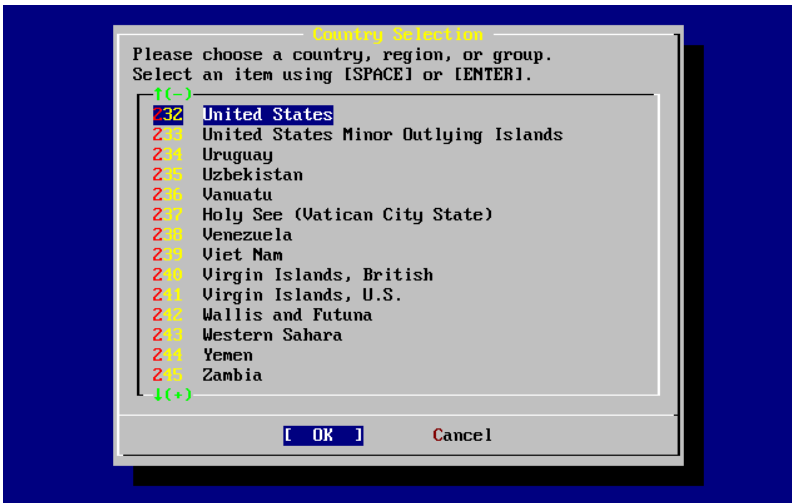 Country Selection
Please choose a country, region, or group.
Select an item using [SPACE] or [ENTER].
↑(-)
232 United States
233 United States Minor Outlying Islands
234 Uruguay
235 Uzbekistan
236 Vanuatu
237 Holy See (Vatican City State)
238 Venezuela
239 Viet Nam
240 Virgin Islands, British
241 Virgin Islands, U.S.
242 Wallis and Futuna
243 Western Sahara
244 Yemen
245 Zambia
↓(+)
[ OK ] Cancel